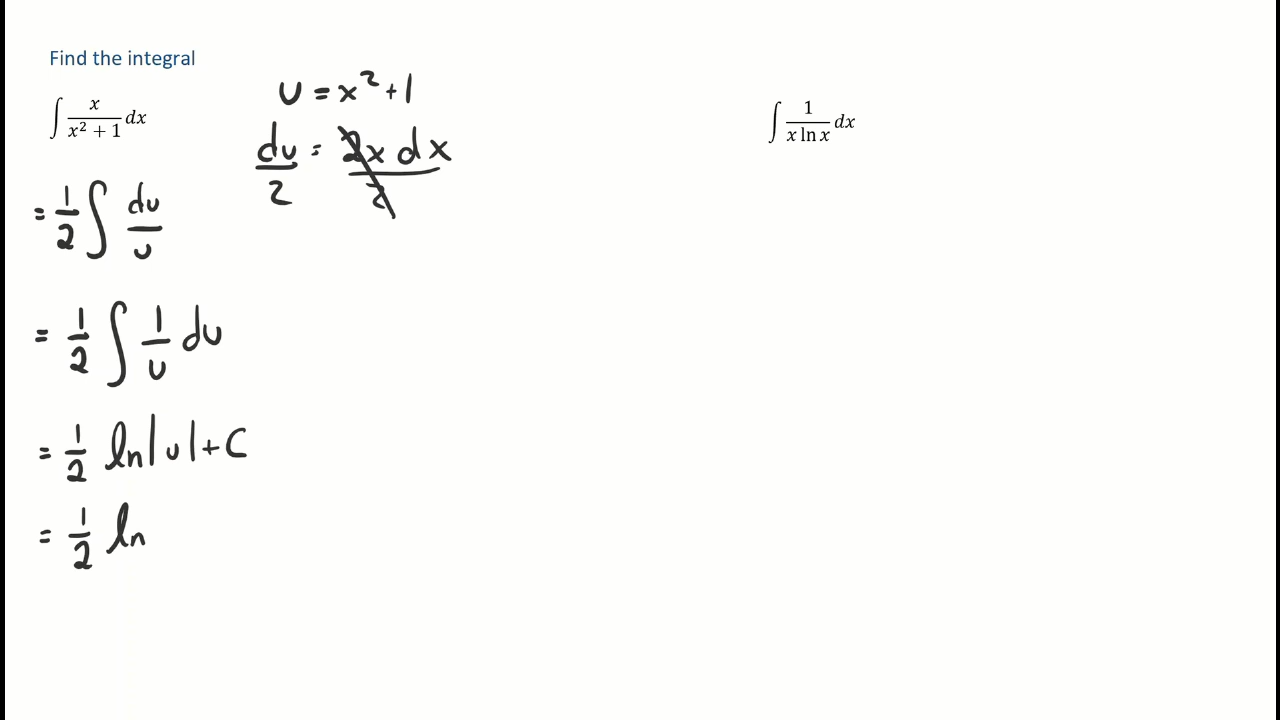 Find the integral
∫ x/(x² + 1) dx
u = x² + 1
du/2 = 2x dx/2
= 1/2 ∫ du/u
= 1/2 ∫ 1/u du
= 1/2 ln|u| + C
= 1/2 ln
∫ 1/(x ln x) dx